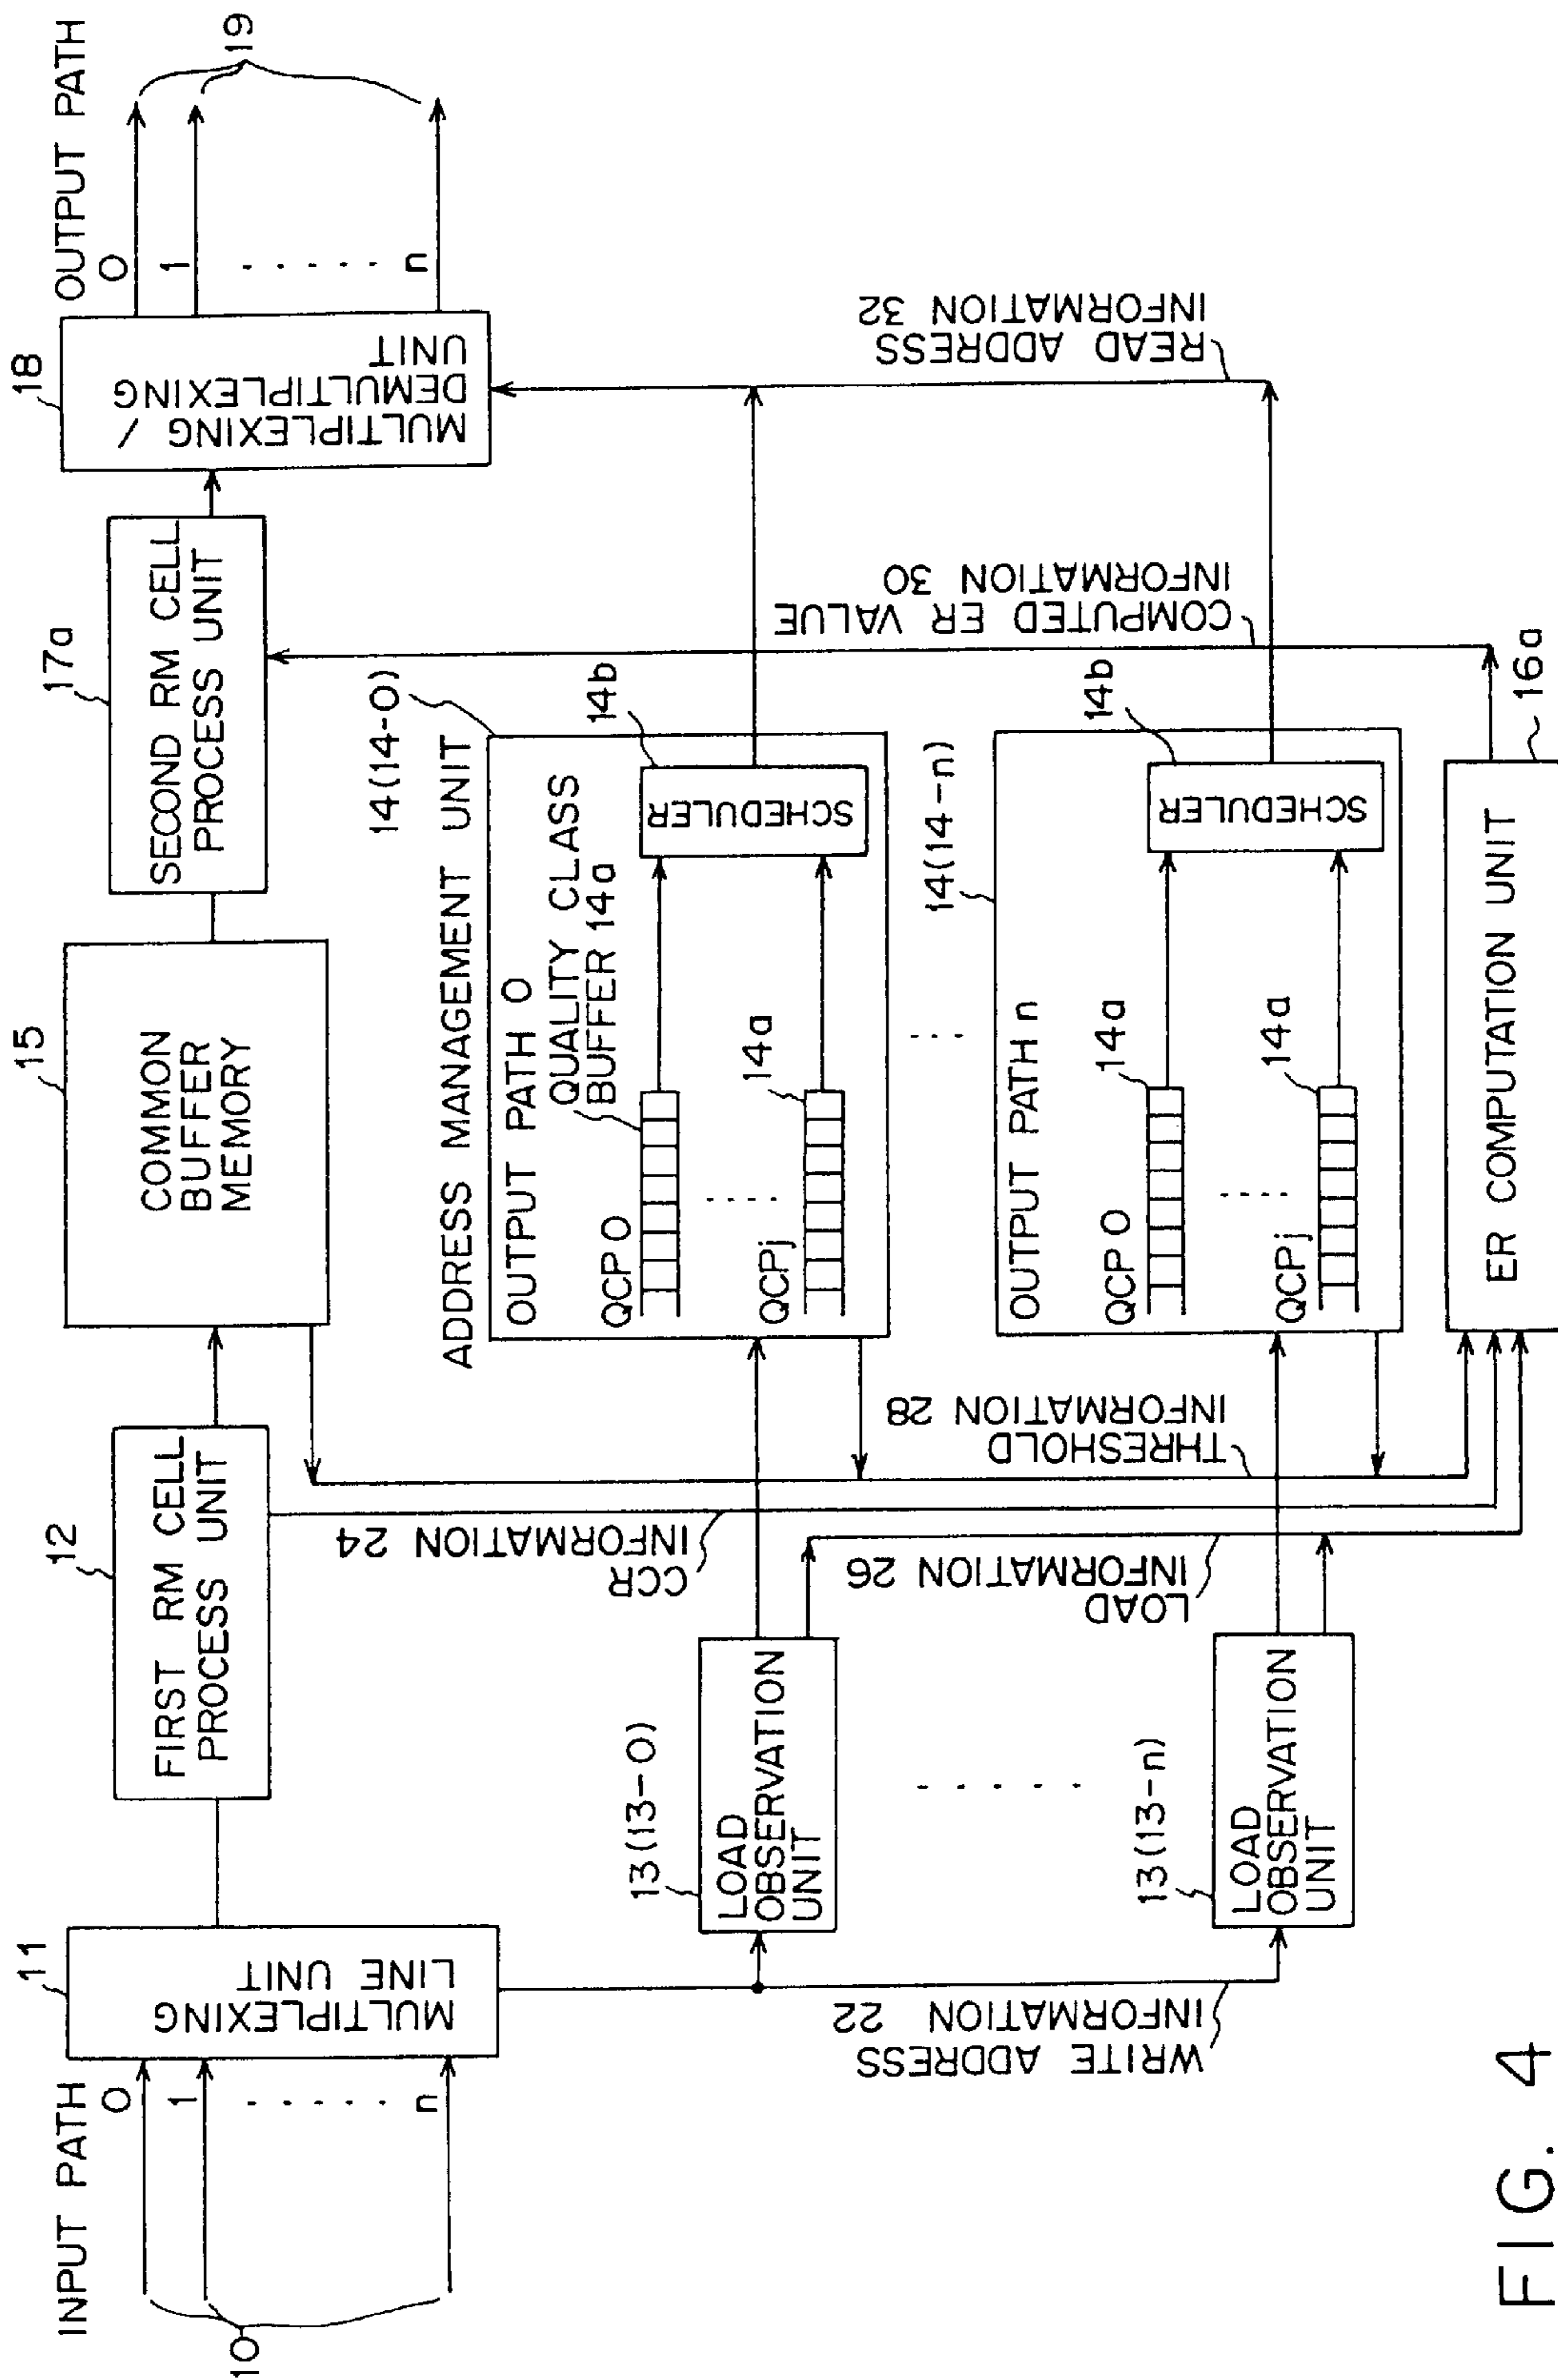 INPUT PATH
0
1
n
10
11
MULTIPLEXING
LINE UNIT
12
FIRST RM CELL
PROCESS UNIT
15
COMMON
BUFFER
MEMORY
17a
SECOND RM CELL
PROCESS UNIT
18
MULTIPLEXING /
DEMULTIPLEXING
UNIT
OUTPUT PATH
0
1
n
19
WRITE ADDRESS
INFORMATION 22
13(13-0)
LOAD
OBSERVATION
UNIT
13(13-n)
LOAD
OBSERVATION
UNIT
CCR
INFORMATION 24
LOAD
INFORMATION 26
THRESHOLD
INFORMATION 28
ADDRESS MANAGEMENT UNIT
14(14-0)
OUTPUT PATH 0
QUALITY CLASS
BUFFER 14a
QCP 0
QCPj
14a
14b
SCHEDULER
14(14-n)
OUTPUT PATH n
QCP 0
14a
QCPj
14a
14b
SCHEDULER
COMPUTED ER VALUE
INFORMATION 30
READ ADDRESS
INFORMATION 32
ER COMPUTATION UNIT
16a
FIG. 4